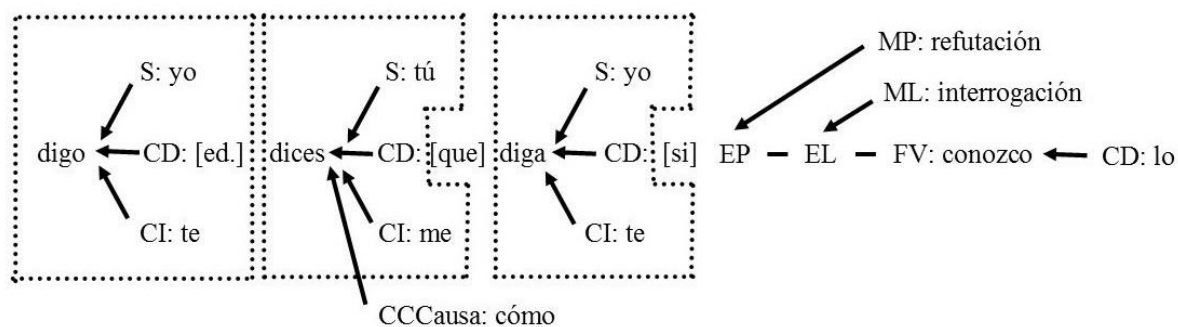 MP: refutación
S: yo S: tú S: yo ML: interrogación
digo CD: [ed.] dices CD: [que] diga CD: [si] EP EL FV: conozco CD: lo
CI: te CI: me CI: te
CCCausa: cómo